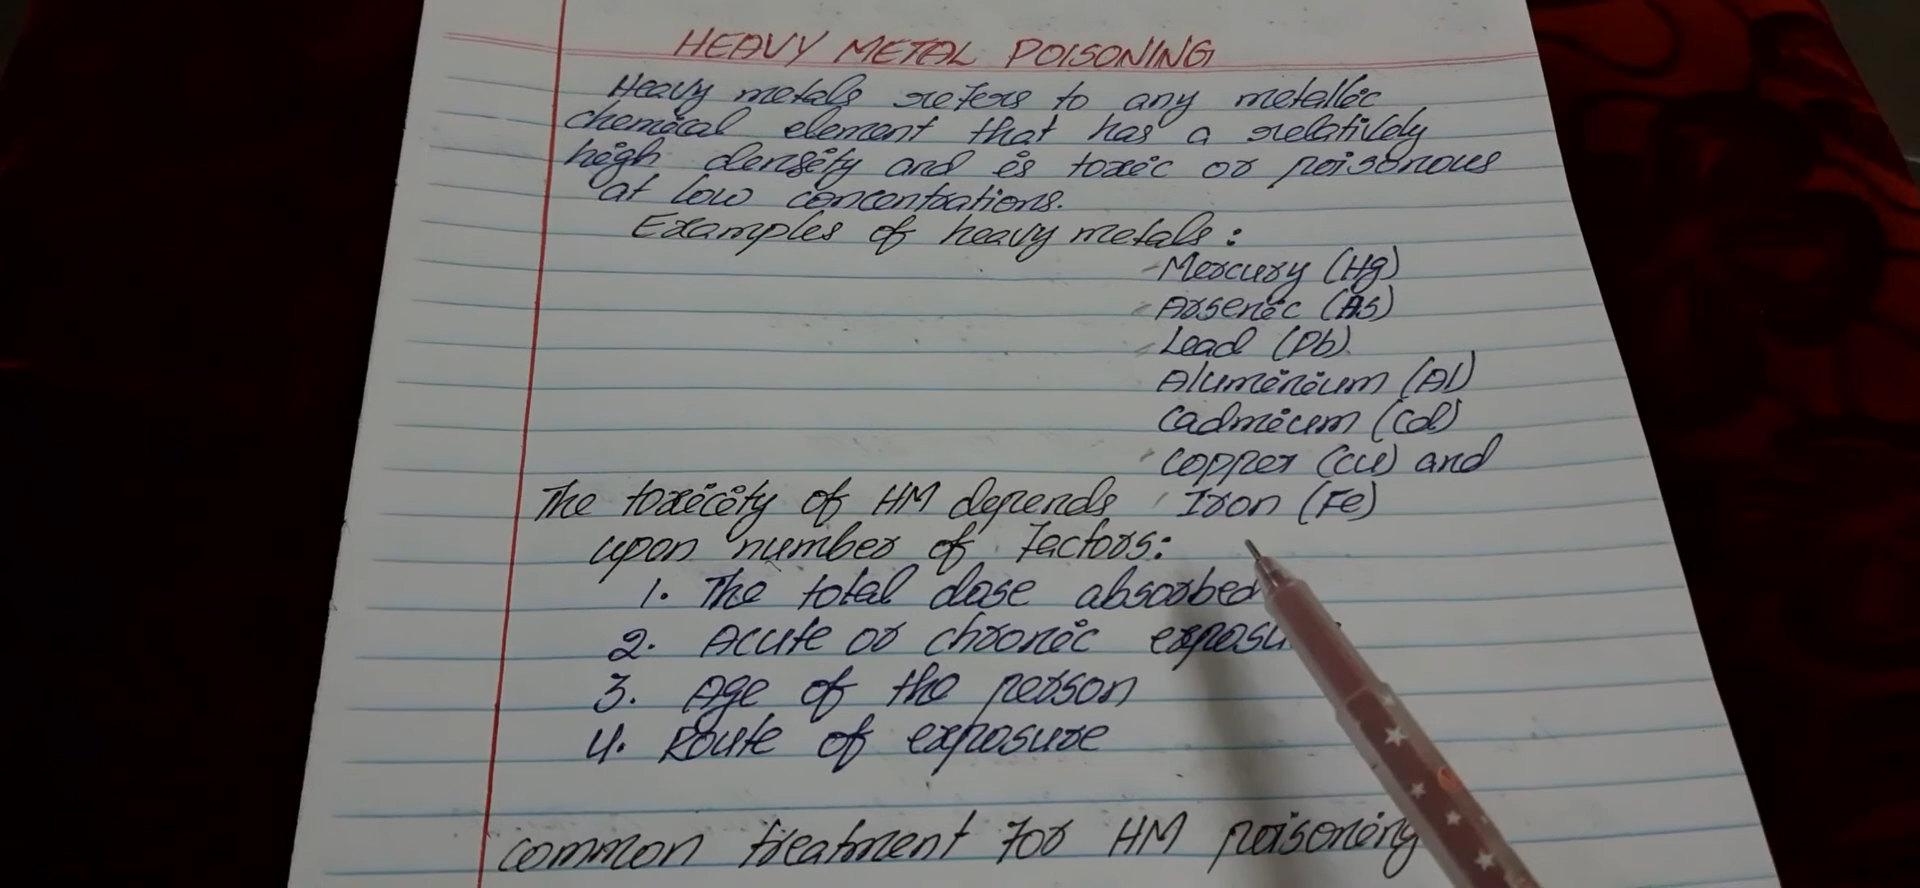 HEAVY METAL POISONING
Heavy metals refers to any metallic
chemical element that has a relatively
high density and is toxic or poisonous
at low concentrations.
Examples of heavy metals :
- Mercury (Hg)
- Arsenic (As)
- Lead (Pb)
Aluminium (Al)
Cadmium (Cd)
- Copper (Cu) and
The toxicity of HM depends - Iron (Fe)
upon number of factors:
1. The total dose absorbed
2. Acute or chronic
3. Age of the person
4. Route of exposure
common treatment for HM poisoning